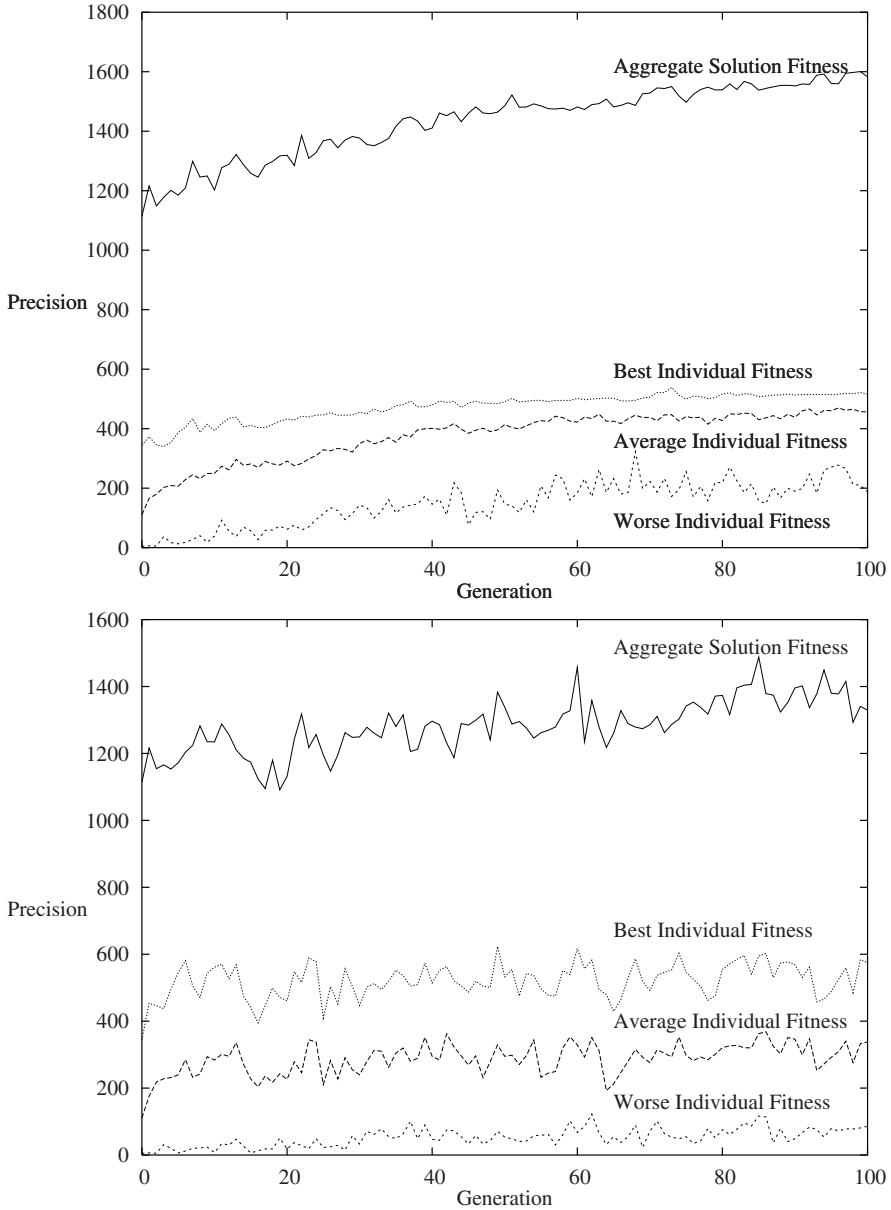 1800
1600
Aggregate Solution Fitness
1400
1200
1000
Precision
800
600
Best Individual Fitness
400
Average Individual Fitness
200
Worse Individual Fitness
0
0 20 40 60 80 100
Generation
1600
Aggregate Solution Fitness
1400
1200
1000
Precision
800
Best Individual Fitness
600
400
Average Individual Fitness
200
Worse Individual Fitness
0
0 20 40 60 80 100
Generation